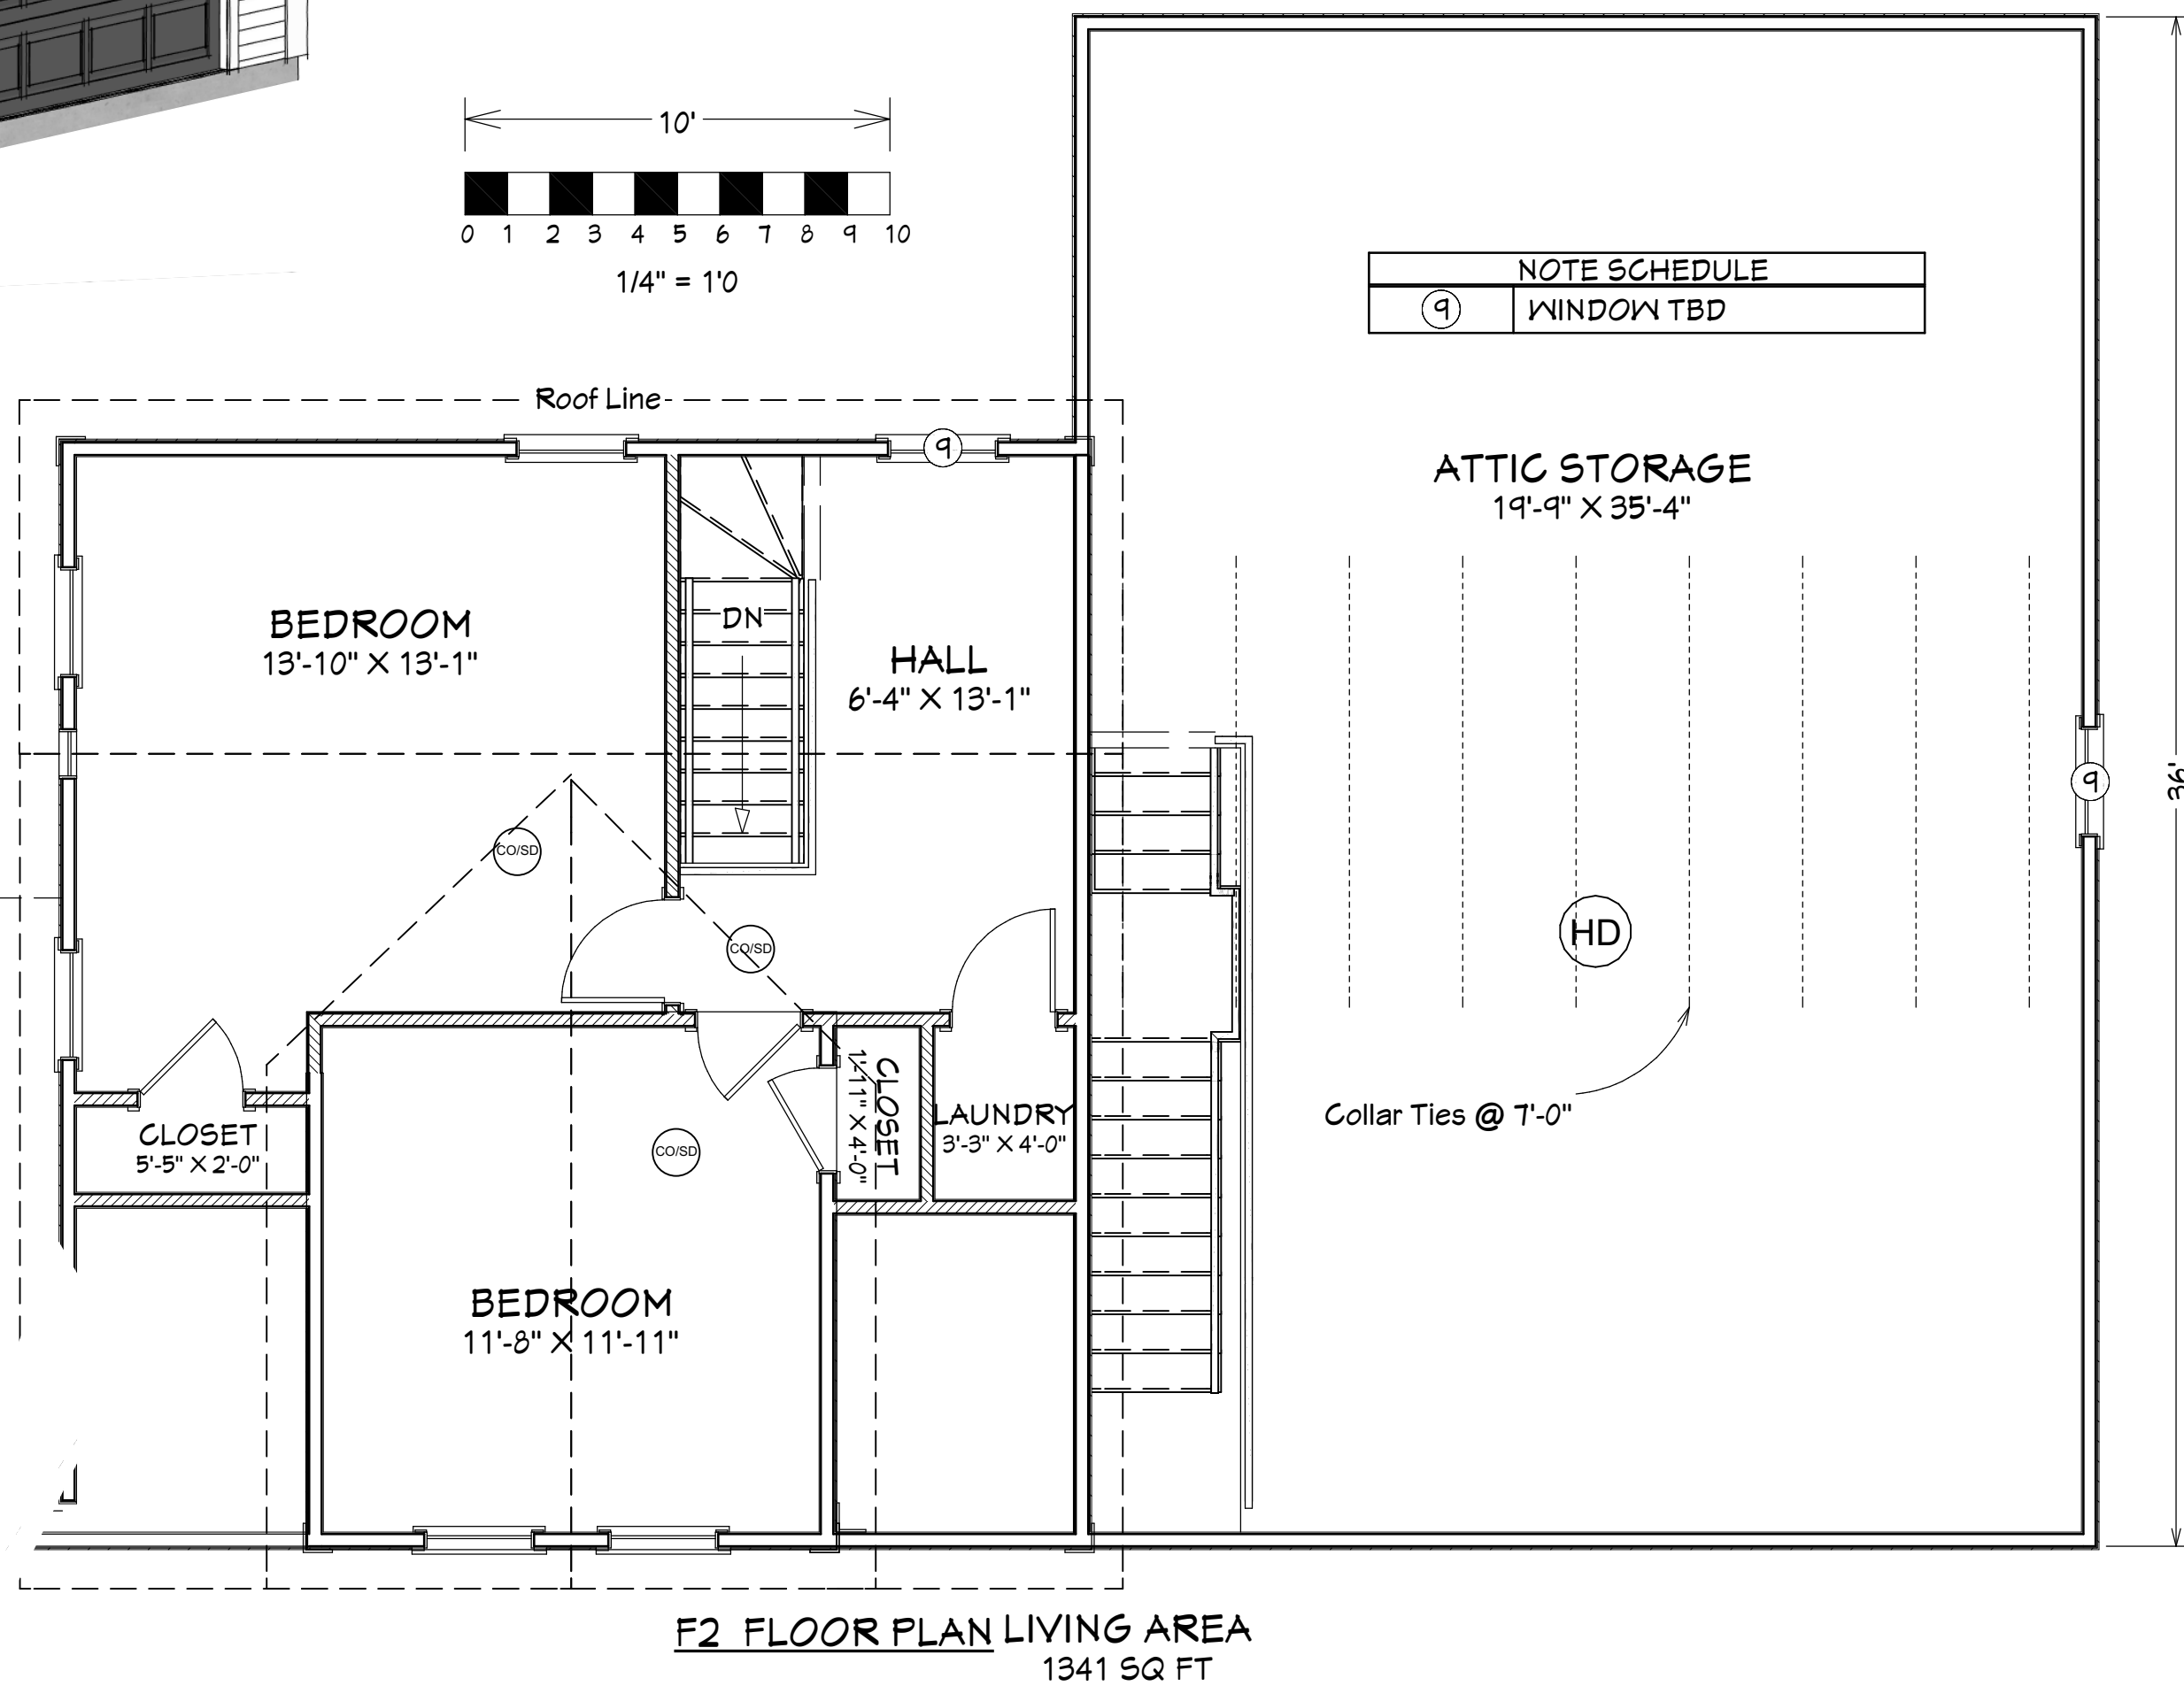 10'
0 1 2 3 4 5 6 7 8 9 10
1/4" = 1'0
NOTE SCHEDULE
9 WINDOW TBD
Roof Line
9
ATTIC STORAGE
19'-9" X 35'-4"
BEDROOM
13'-10" X 13'-1"
DN
HALL
6'-4" X 13'-1"
9
36'
CO/SD
CO/SD
HD
Collar Ties @ 7'-0"
CLOSET
5'-5" X 2'-0"
CO/SD
CLOSET
1'-11" X 4'-0"
LAUNDRY
3'-3" X 4'-0"
BEDROOM
11'-8" X 11'-11"
F2 FLOOR PLAN LIVING AREA
1341 SQ FT